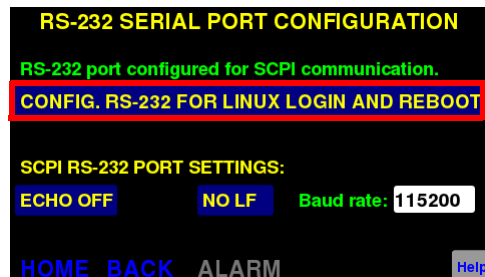 RS-232 SERIAL PORT CONFIGURATION
RS-232 port configured for SCPI communication.
CONFIG. RS-232 FOR LINUX LOGIN AND REBOOT
SCPI RS-232 PORT SETTINGS:
ECHO OFF NO LF Baud rate: 115200
HOME BACK ALARM Help